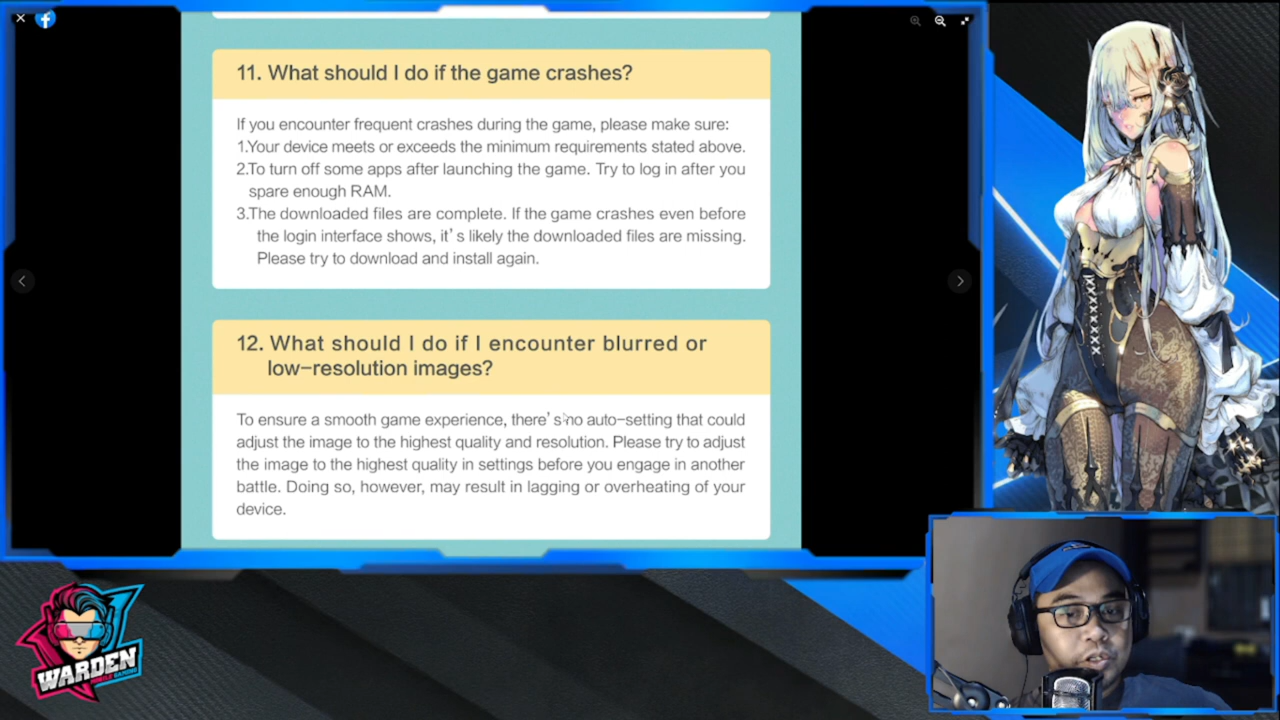 11. What should I do if the game crashes?
If you encounter frequent crashes during the game, please make sure:
1.Your device meets or exceeds the minimum requirements stated above.
2.To turn off some apps after launching the game. Try to log in after you
spare enough RAM.
3.The downloaded files are complete. If the game crashes even before
the login interface shows, it's likely the downloaded files are missing.
Please try to download and install again.
12. What should I do if I encounter blurred or
low-resolution images?
To ensure a smooth game experience, there's no auto-setting that could
adjust the image to the highest quality and resolution. Please try to adjust
the image to the highest quality in settings before you engage in another
battle. Doing so, however, may result in lagging or overheating of your
device.
WARDEN
MOBILE GAMING